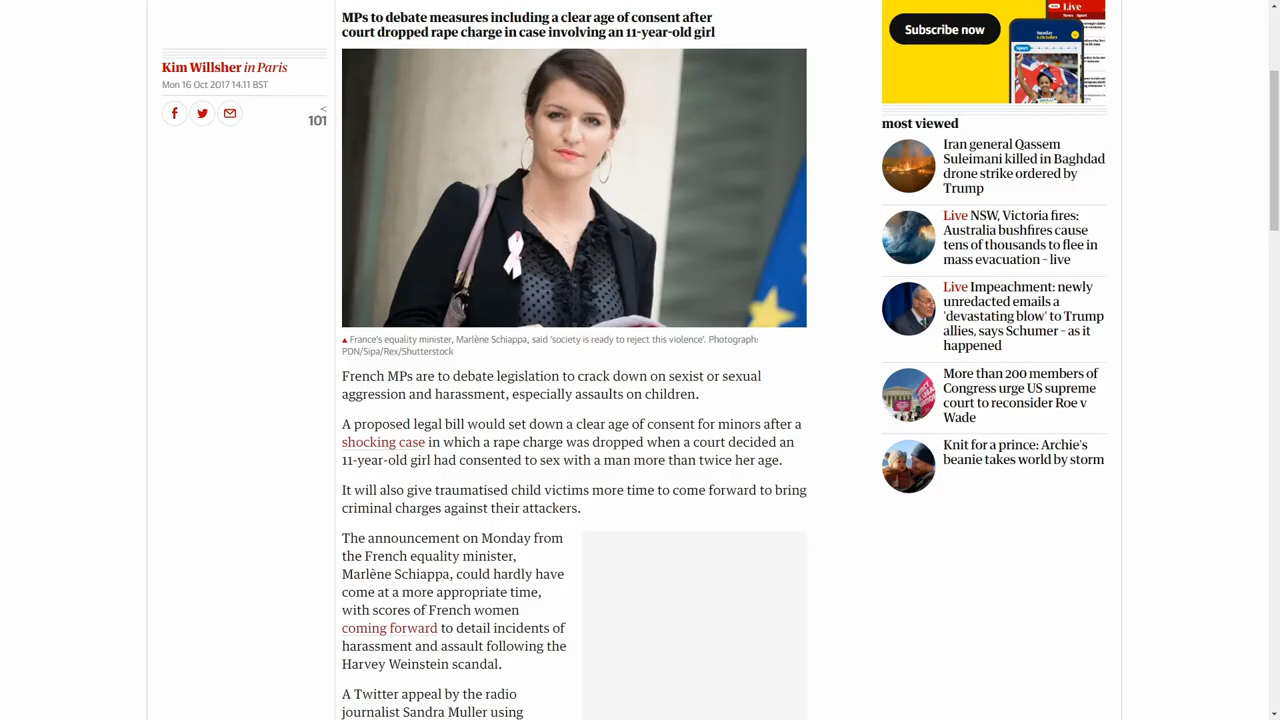 MPs to debate measures including a clear age of consent after
court dropped rape charge in case involving an 11-year-old girl
Kim Willsher in Paris
Mon 16 Oct 2017 14.11 BST
101
France's equality minister, Marlène Schiappa, said 'society is ready to reject this violence'. Photograph:
PDN/Sipa/Rex/Shutterstock
French MPs are to debate legislation to crack down on sexist or sexual
aggression and harassment, especially assaults on children.
A proposed legal bill would set down a clear age of consent for minors after a
shocking case in which a rape charge was dropped when a court decided an
11-year-old girl had consented to sex with a man more than twice her age.
It will also give traumatised child victims more time to come forward to bring
criminal charges against their attackers.
The announcement on Monday from
the French equality minister,
Marlène Schiappa, could hardly have
come at a more appropriate time,
with scores of French women
coming forward to detail incidents of
harassment and assault following the
Harvey Weinstein scandal.
A Twitter appeal by the radio
journalist Sandra Muller using
Subscribe now
Live
most viewed
Iran general Qassem
Suleimani killed in Baghdad
drone strike ordered by
Trump
Live NSW, Victoria fires:
Australia bushfires cause
tens of thousands to flee in
mass evacuation – live
Live Impeachment: newly
unredacted emails a
'devastating blow' to Trump
allies, says Schumer – as it
happened
More than 200 members of
Congress urge US supreme
court to reconsider Roe v
Wade
Knit for a prince: Archie's
beanie takes world by storm